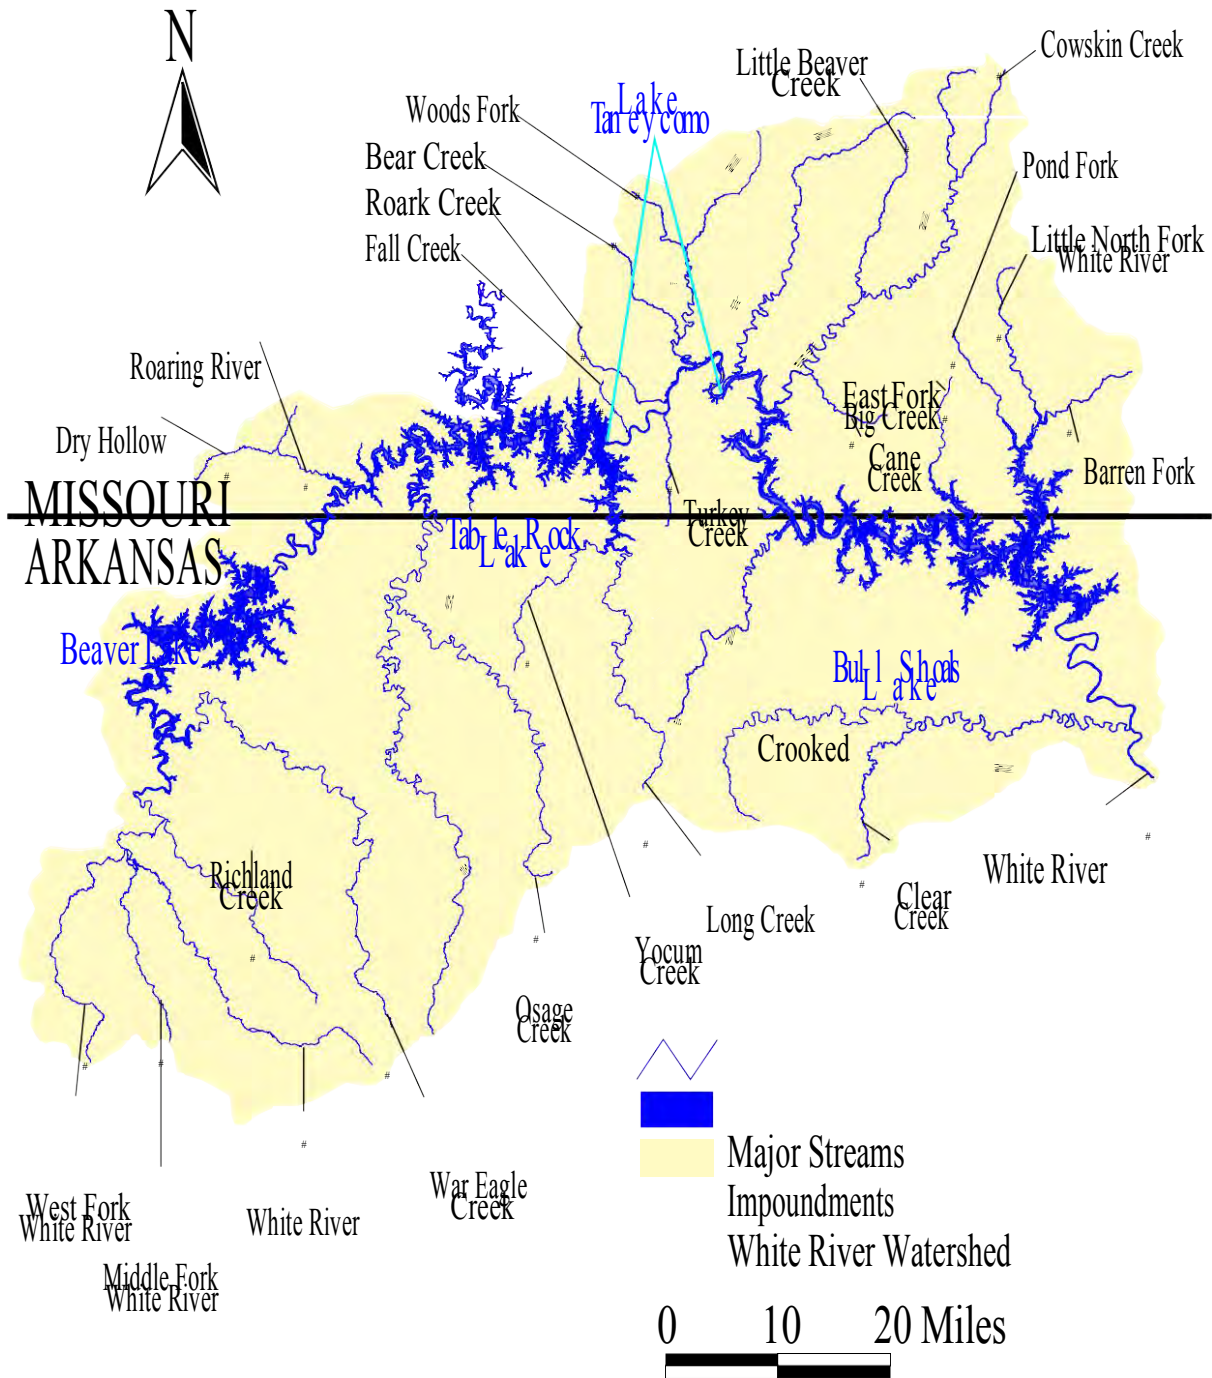 N
Cowskin Creek
Little Beaver
Creek
Lake
Taneycomo
Woods Fork
Bear Creek
Pond Fork
Roark Creek
Fall Creek
Little North Fork
White River
Roaring River
East Fork
Big Creek
Dry Hollow
Cane
Creek
Barren Fork
MISSOURI
Turkey
Creek
Table Rock
Lake
ARKANSAS
Beaver Lake
Bull Shoals
Lake
Crooked
Richland
Creek
White River
Clear
Creek
Long Creek
Yocum
Creek
Osage
Creek
War Eagle
Creek
West Fork
White River
White River
Middle Fork
White River
Major Streams
Impoundments
White River Watershed
0 10 20 Miles